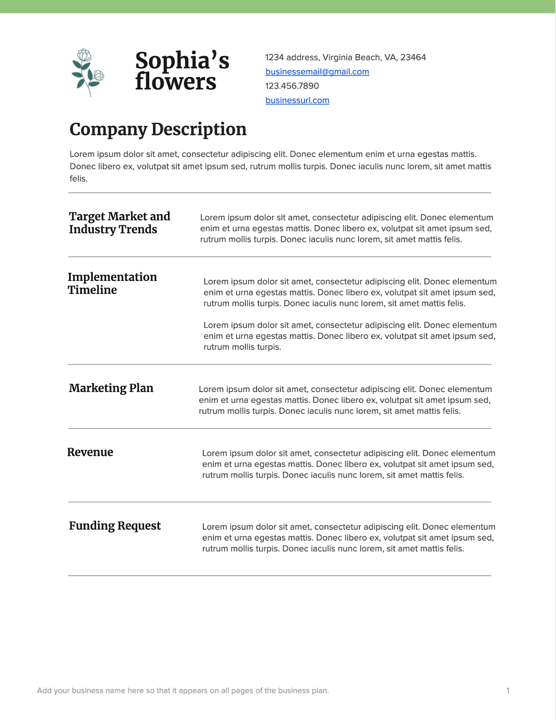 Sophia's
flowers
1234 address, Virginia Beach, VA, 23464
businessemail@gmail.com
123.456.7890
businessurl.com
Company Description
Lorem ipsum dolor sit amet, consectetur adipiscing elit. Donec elementum enim et urna egestas mattis.
Donec libero ex, volutpat sit amet ipsum sed, rutrum mollis turpis. Donec iaculis nunc lorem, sit amet mattis
felis.
Target Market and
Industry Trends
Lorem ipsum dolor sit amet, consectetur adipiscing elit. Donec elementum
enim et urna egestas mattis. Donec libero ex, volutpat sit amet ipsum sed,
rutrum mollis turpis. Donec iaculis nunc lorem, sit amet mattis felis.
Implementation
Timeline
Lorem ipsum dolor sit amet, consectetur adipiscing elit. Donec elementum
enim et urna egestas mattis. Donec libero ex, volutpat sit amet ipsum sed,
rutrum mollis turpis. Donec iaculis nunc lorem, sit amet mattis felis.
Lorem ipsum dolor sit amet, consectetur adipiscing elit. Donec elementum
enim et urna egestas mattis. Donec libero ex, volutpat sit amet ipsum sed,
rutrum mollis turpis.
Marketing Plan
Lorem ipsum dolor sit amet, consectetur adipiscing elit. Donec elementum
enim et urna egestas mattis. Donec libero ex, volutpat sit amet ipsum sed,
rutrum mollis turpis. Donec iaculis nunc lorem, sit amet mattis felis.
Revenue
Lorem ipsum dolor sit amet, consectetur adipiscing elit. Donec elementum
enim et urna egestas mattis. Donec libero ex, volutpat sit amet ipsum sed,
rutrum mollis turpis. Donec iaculis nunc lorem, sit amet mattis felis.
Funding Request
Lorem ipsum dolor sit amet, consectetur adipiscing elit. Donec elementum
enim et urna egestas mattis. Donec libero ex, volutpat sit amet ipsum sed,
rutrum mollis turpis. Donec iaculis nunc lorem, sit amet mattis felis.
Add your business name here so that it appears on all pages of the business plan.
1